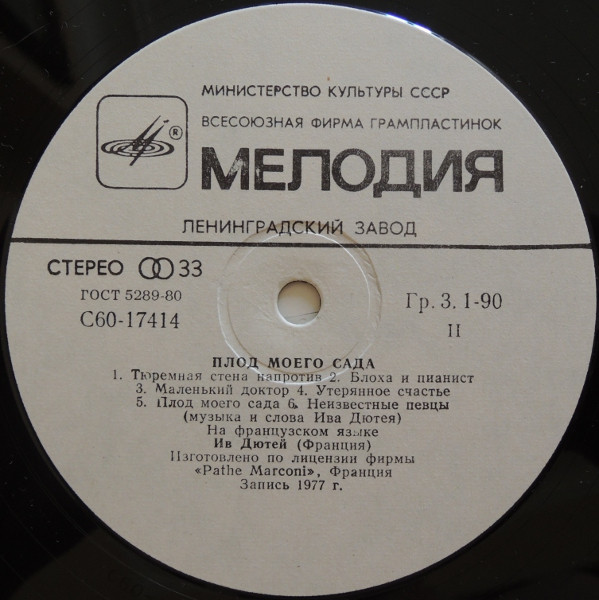 МИНИСТЕРСТВО КУЛЬТУРЫ СССР
ВСЕСОЮЗНАЯ ФИРМА ГРАМПЛАСТИНОК
®
МЕЛОДИЯ
ЛЕНИНГРАДСКИЙ ЗАВОД
СТЕРЕО 33
ГОСТ 5289-80
С60-17414
Гр. 3. 1-90
II
ПЛОД МОЕГО САДА
1. Тюремная стена напротив 2. Блоха и пианист
3. Маленький доктор 4. Утерянное счастье
5. Плод моего сада 6. Неизвестные певцы
(музыка и слова Ива Дютея)
На французском языке
Ив Дютей (Франция)
Изготовлено по лицензии фирмы
«Pathe Marconi», Франция
Запись 1977 г.